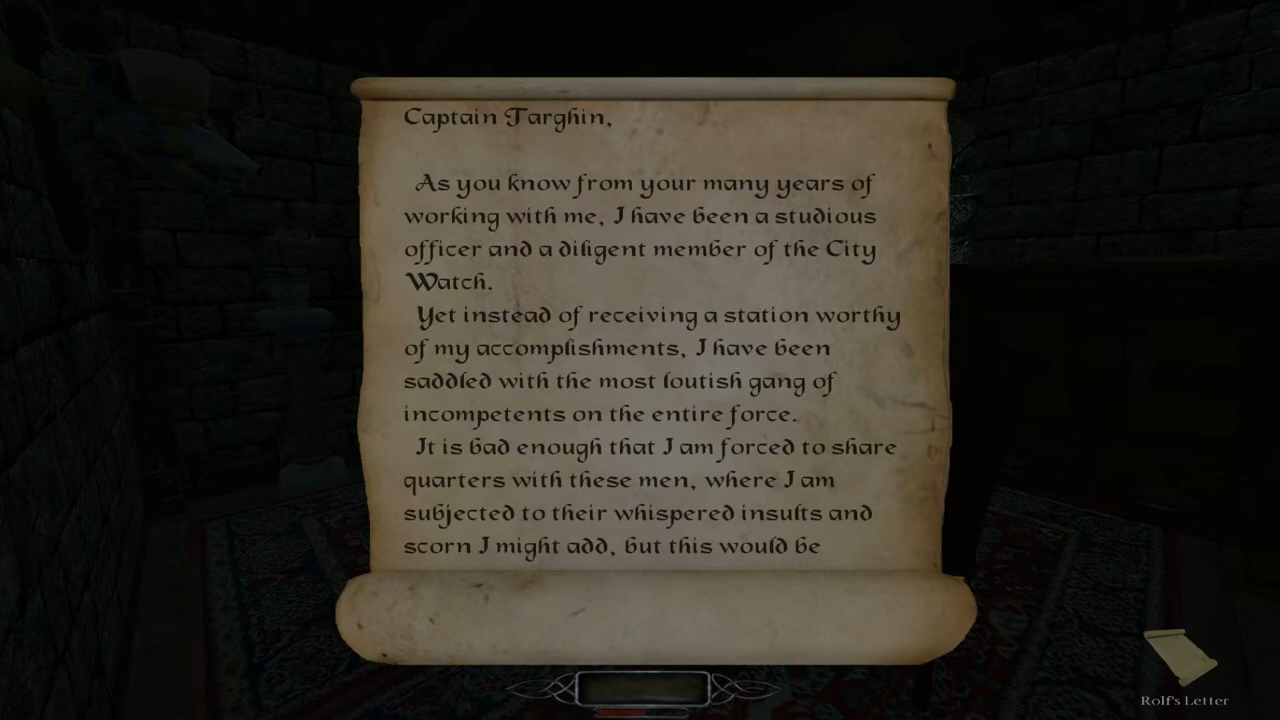 Captain Targhin,
As you know from your many years of
working with me, I have been a studious
officer and a diligent member of the City
Watch.
Yet instead of receiving a station worthy
of my accomplishments, I have been
saddled with the most loutish gang of
incompetents on the entire force.
It is bad enough that I am forced to share
quarters with these men, where I am
subjected to their whispered insults and
scorn I might add, but this would be
Rolf's Letter